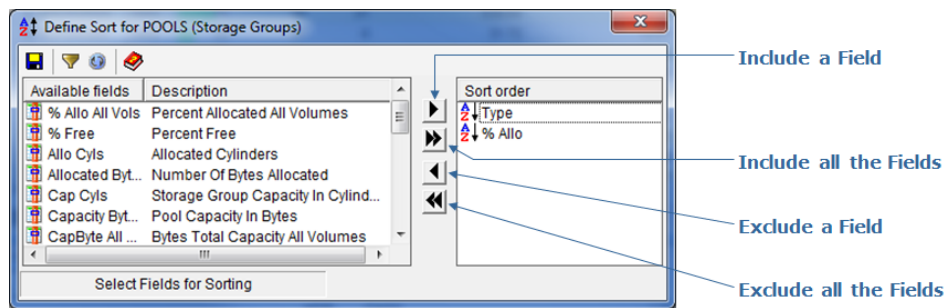 Define Sort for POOLS (Storage Groups)
Available fields Description
% Allo All Vols Percent Allocated All Volumes
% Free Percent Free
Allo Cyls Allocated Cylinders
Allocated Byt... Number Of Bytes Allocated
Cap Cyls Storage Group Capacity In Cylind...
Capacity Byt... Pool Capacity In Bytes
CapByte All ... Bytes Total Capacity All Volumes
Select Fields for Sorting
Sort order
Type
% Allo
Include a Field
Include all the Fields
Exclude a Field
Exclude all the Fields